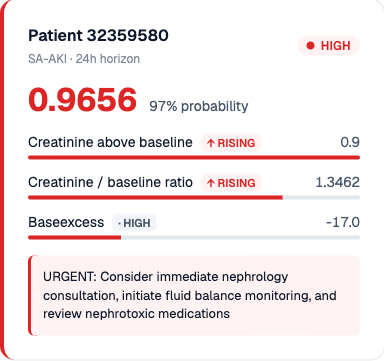 Patient 32359580
HIGH
SA-AKI · 24h horizon
0.9656 97% probability
Creatinine above baseline ↑ RISING 0.9
Creatinine / baseline ratio ↑ RISING 1.3462
Baseexcess · HIGH -17.0
URGENT: Consider immediate nephrology
consultation, initiate fluid balance monitoring, and
review nephrotoxic medications